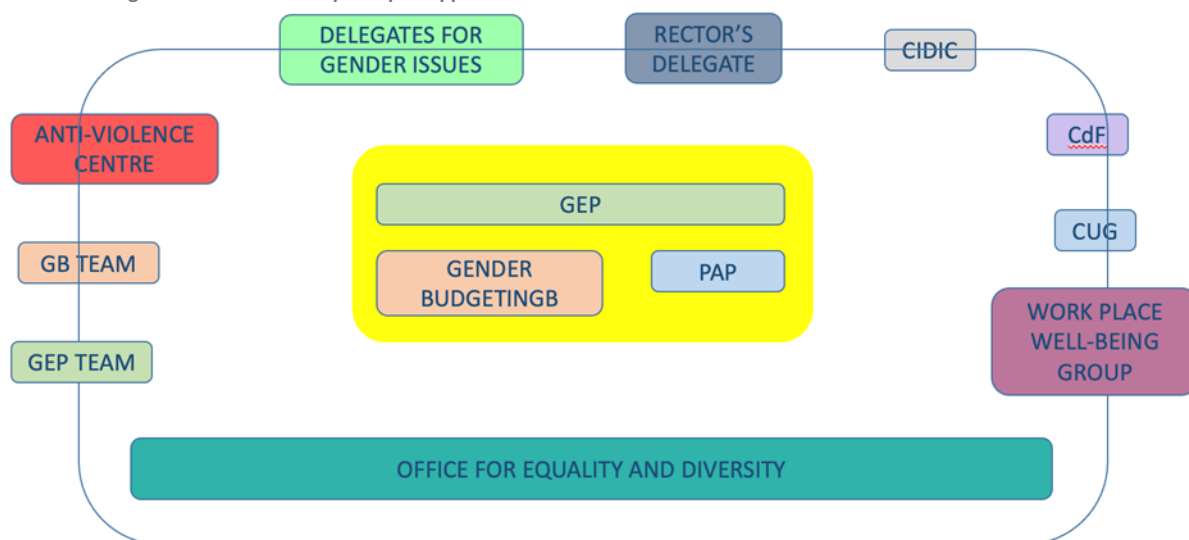 DELEGATES FOR
GENDER ISSUES
RECTOR'S
DELEGATE
CIDIC
ANTI-VIOLENCE
CENTRE
CdF
GEP
CUG
GB TEAM
GENDER
BUDGETINGB
PAP
WORK PLACE
WELL-BEING
GROUP
GEP TEAM
OFFICE FOR EQUALITY AND DIVERSITY